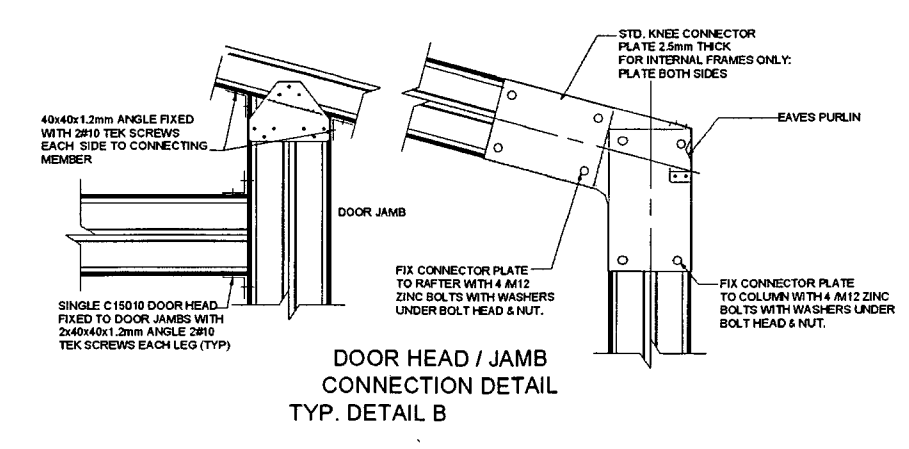 STD. KNEE CONNECTOR
PLATE 2.5mm THICK
FOR INTERNAL FRAMES ONLY:
PLATE BOTH SIDES
40x40x1.2mm ANGLE FIXED
WITH 2#10 TEK SCREWS
EACH SIDE TO CONNECTING
MEMBER
EAVES PURLIN
DOOR JAMB
FIX CONNECTOR PLATE
TO RAFTER WITH 4 /M12
ZINC BOLTS WITH WASHERS
UNDER BOLT HEAD & NUT.
FIX CONNECTOR PLATE
TO COLUMN WITH 4 /M12 ZINC
BOLTS WITH WASHERS UNDER
BOLT HEAD & NUT.
SINGLE C15010 DOOR HEAD
FIXED TO DOOR JAMBS WITH
2x40x40x1.2mm ANGLE 2#10
TEK SCREWS EACH LEG (TYP)
DOOR HEAD / JAMB
CONNECTION DETAIL
TYP. DETAIL B